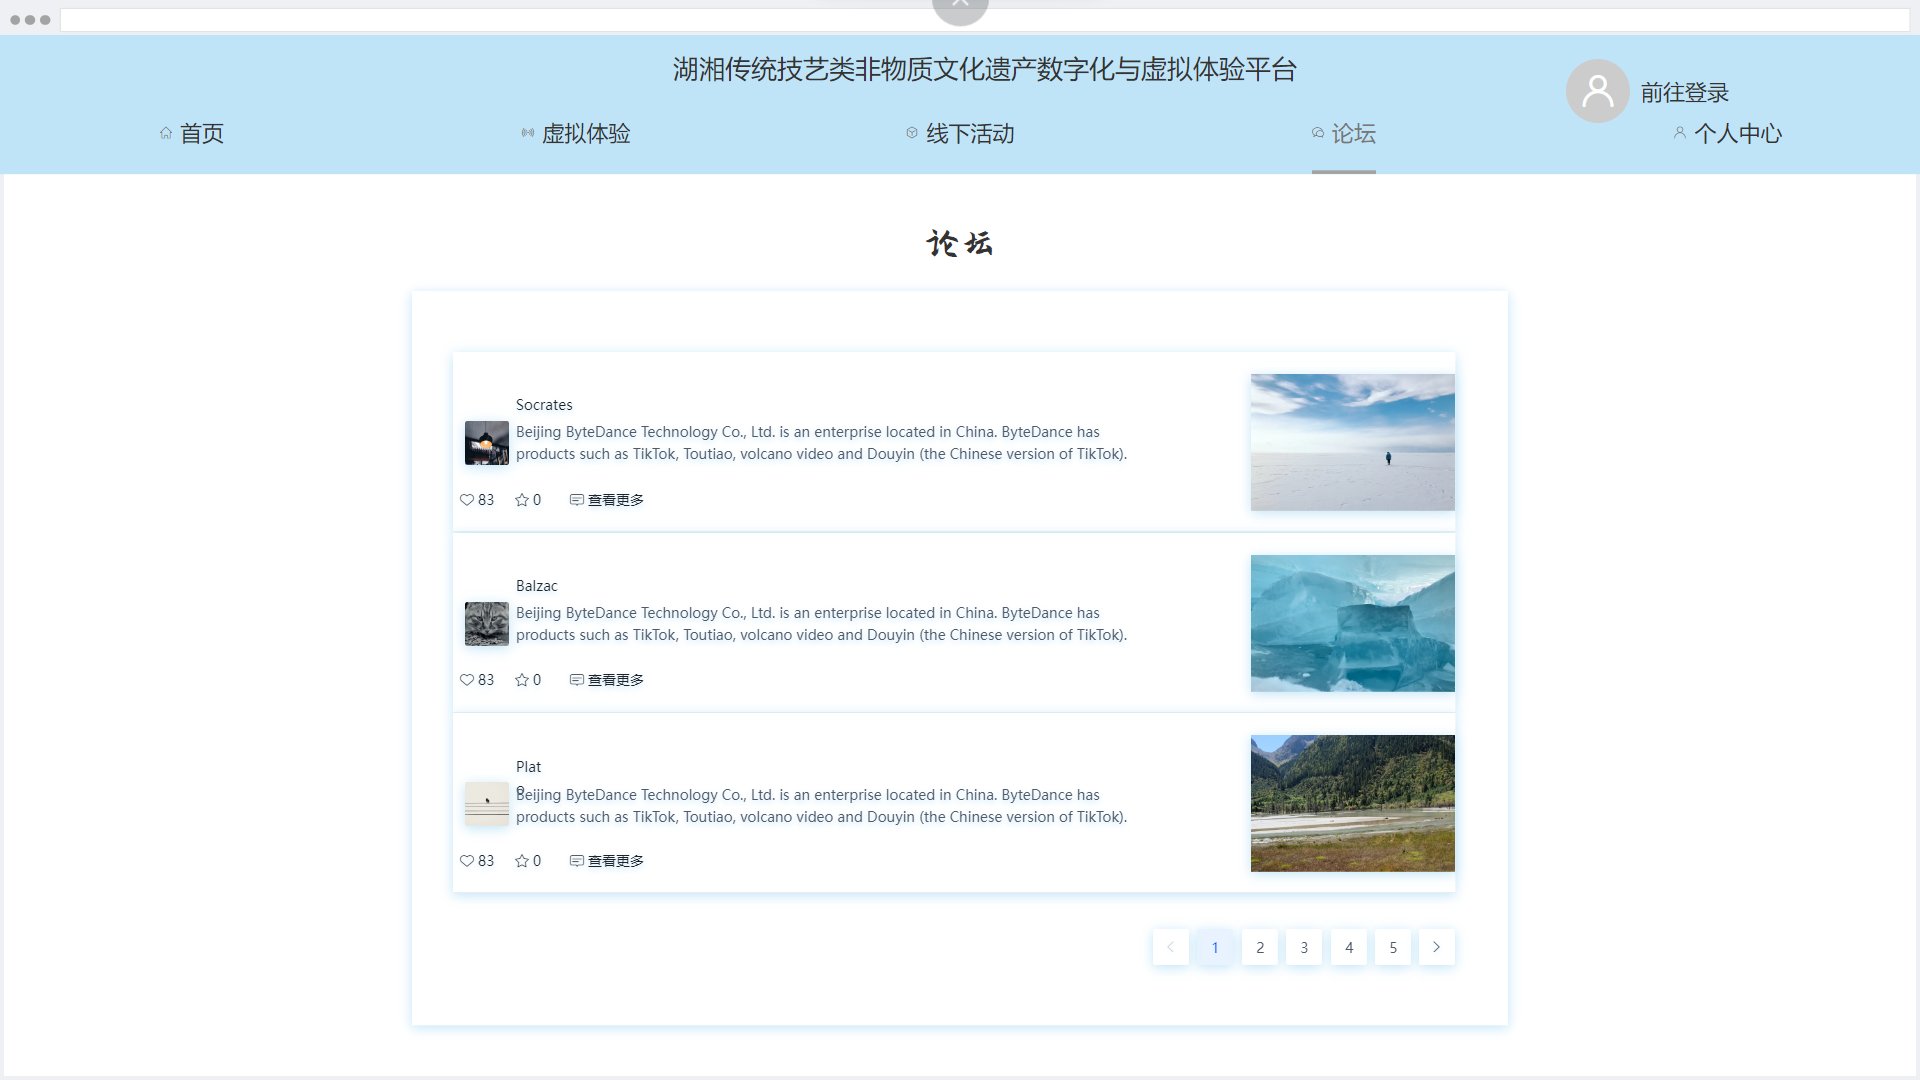 湖湘传统技艺类非物质文化遗产数字化与虚拟体验平台
前往登录
首页
虚拟体验
线下活动
论坛
个人中心
论坛
Socrates
Beijing ByteDance Technology Co., Ltd. is an enterprise located in China. ByteDance has
products such as TikTok, Toutiao, volcano video and Douyin (the Chinese version of TikTok).
83 0 查看更多
Balzac
Beijing ByteDance Technology Co., Ltd. is an enterprise located in China. ByteDance has
products such as TikTok, Toutiao, volcano video and Douyin (the Chinese version of TikTok).
83 0 查看更多
Plat
o
Beijing ByteDance Technology Co., Ltd. is an enterprise located in China. ByteDance has
products such as TikTok, Toutiao, volcano video and Douyin (the Chinese version of TikTok).
83 0 查看更多
1 2 3 4 5